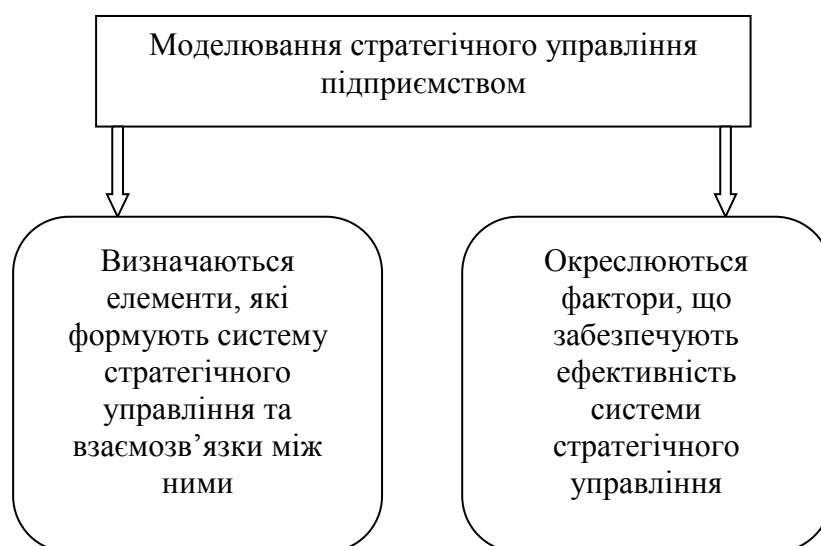 Моделювання стратегічного управління
підприємством
Визначаються
елементи, які
формують систему
стратегічного
управління та
взаємозв’язки між
ними
Окреслюються
фактори, що
забезпечують
ефективність
системи
стратегічного
управління